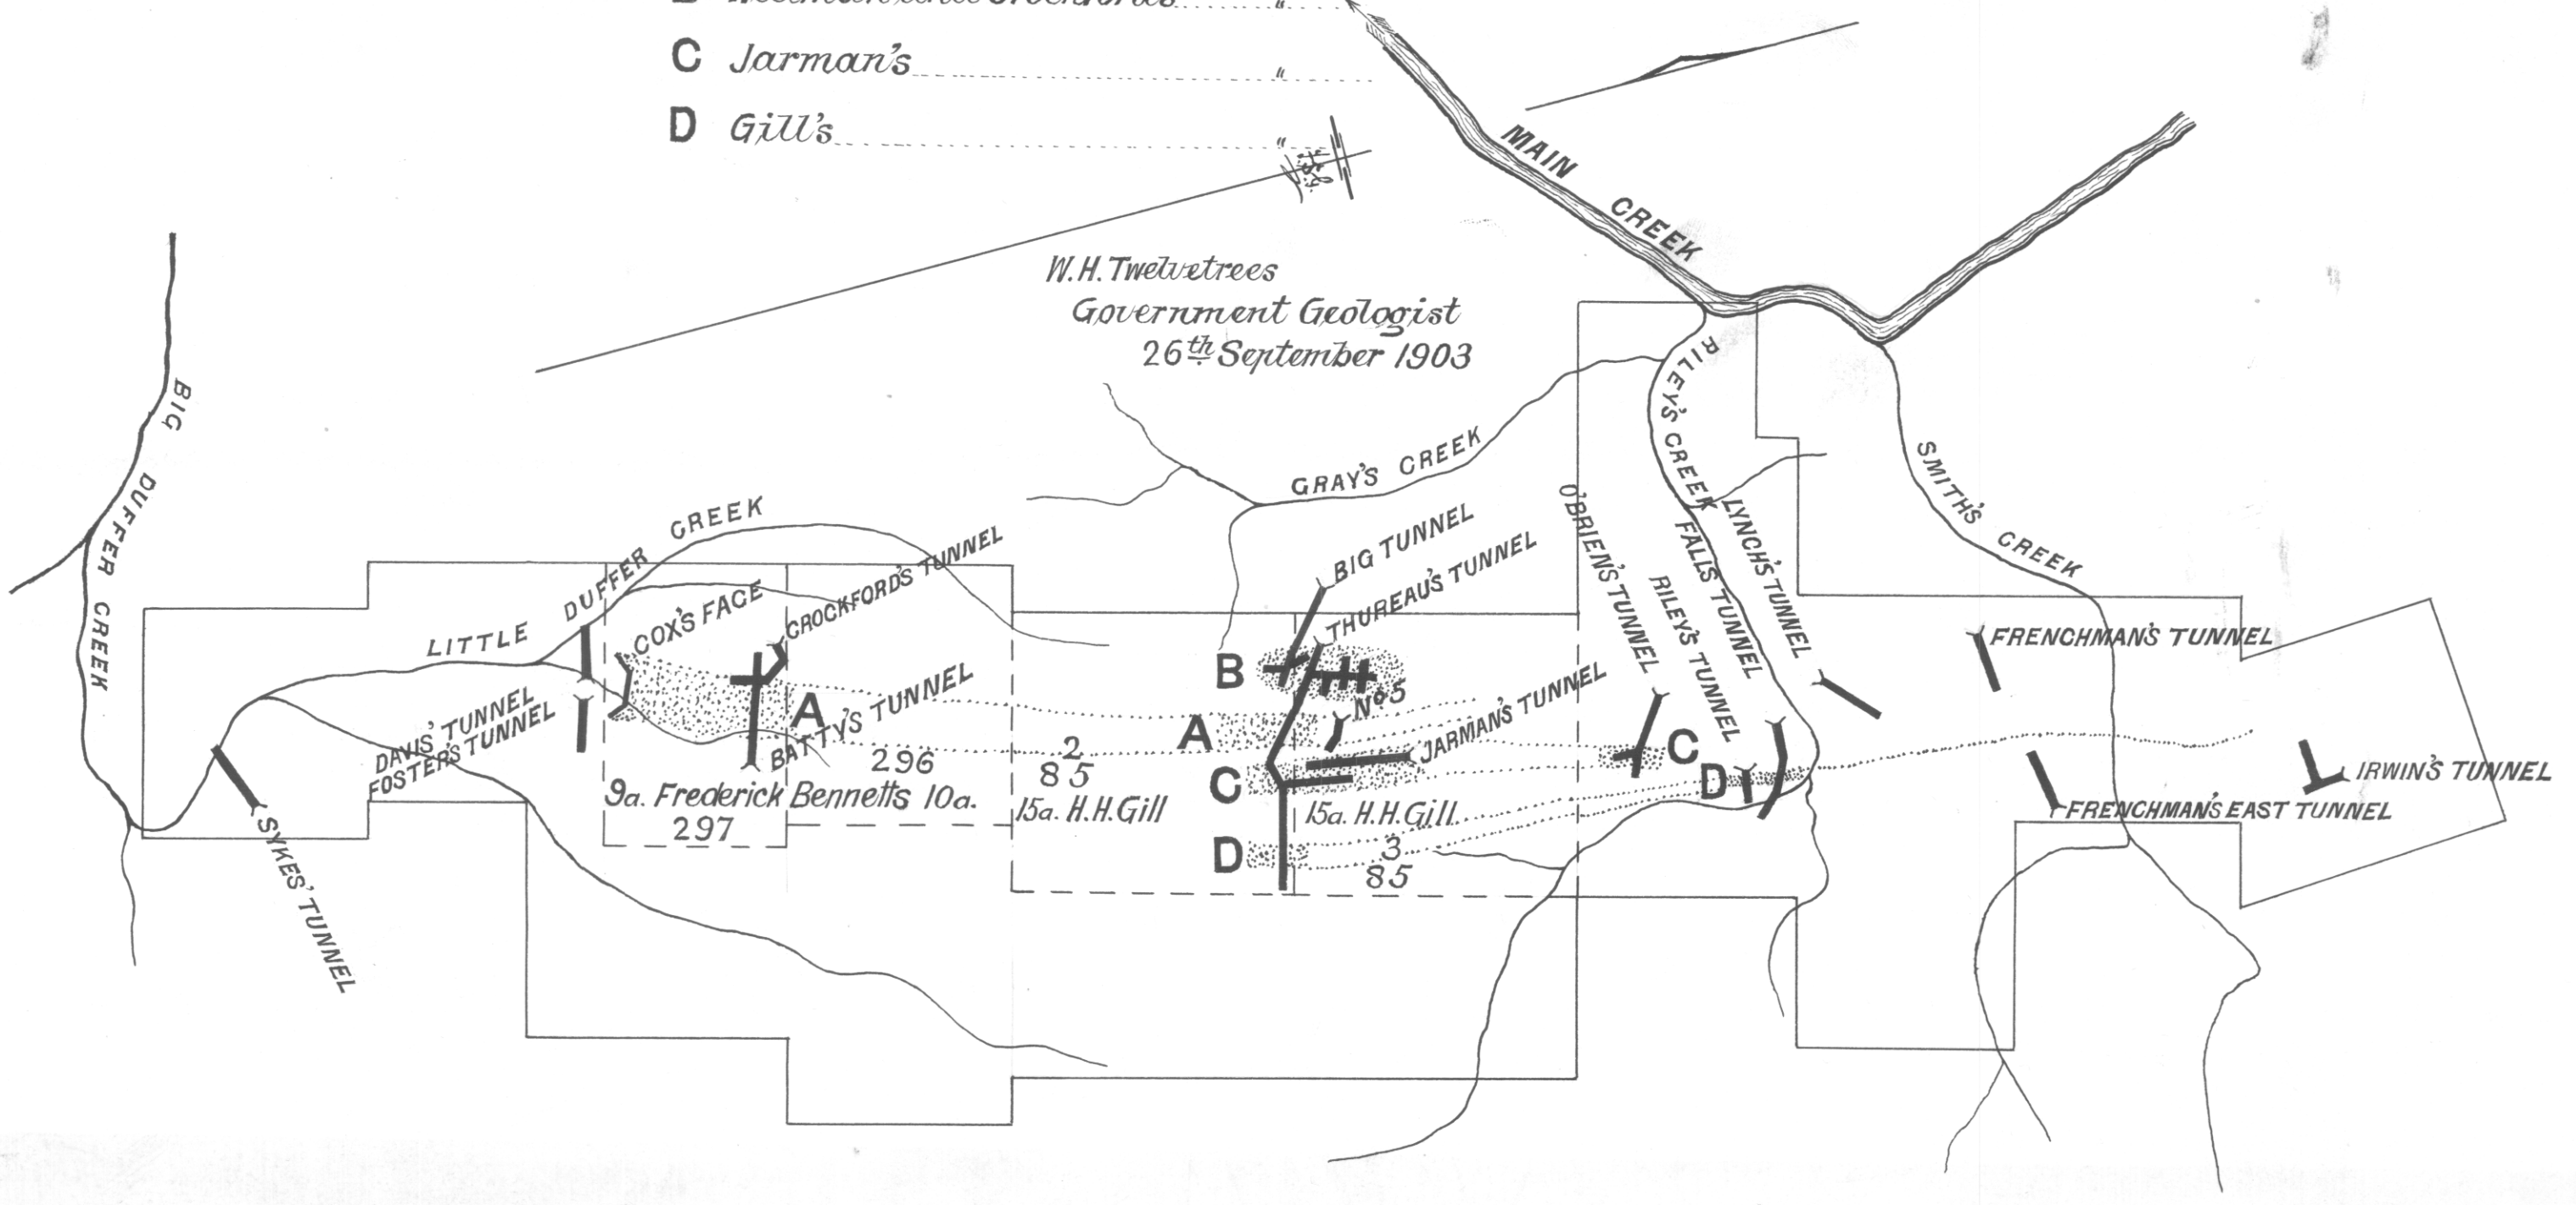 C Jarman's "
D Gill's "
W.H. Twelvetrees
Government Geologist
26th September 1903
MAIN CREEK
BIG DUFFER CREEK
LITTLE DUFFER CREEK
GRAY'S CREEK
RILEY'S CREEK
SMITH'S CREEK
COX'S FACE
CROCKFORD'S TUNNEL
BATTY'S TUNNEL
DAVIS' TUNNEL
FOSTER'S TUNNEL
SYKES' TUNNEL
BIG TUNNEL
THUREAU'S TUNNEL
No 5
JARMAN'S TUNNEL
O'BRIEN'S TUNNEL
RILEY'S TUNNEL
FALLS TUNNEL
LYNCH'S TUNNEL
FRENCHMAN'S TUNNEL
FRENCHMAN'S EAST TUNNEL
IRWIN'S TUNNEL
A
B
A
C
D
C
D
9a. Frederick Bennetts 10a.
297
296
2
85
15a. H.H. Gill
15a. H.H. Gill.
3
85